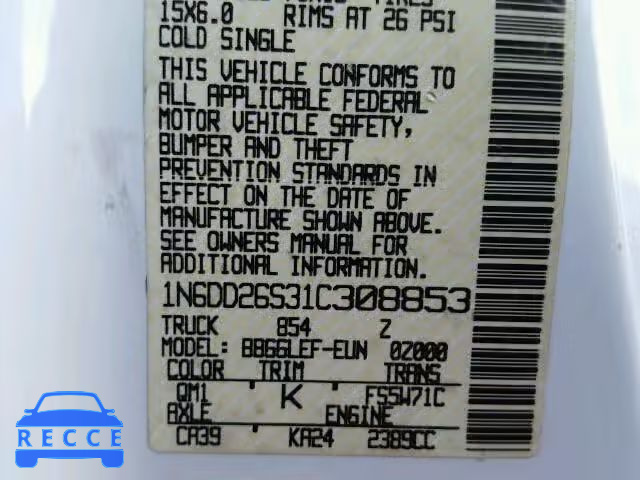 TIRES
15X6.0 RIMS AT 26 PSI
COLD SINGLE
THIS VEHICLE CONFORMS TO
ALL APPLICABLE FEDERAL
MOTOR VEHICLE SAFETY,
BUMPER AND THEFT
PREVENTION STANDARDS IN
EFFECT ON THE DATE OF
MANUFACTURE SHOWN ABOVE.
SEE OWNERS MANUAL FOR
ADDITIONAL INFORMATION.
1N6DD26S31C308853
TRUCK 854 Z
MODEL: BBGGLEF-EUN 0Z000
COLOR TRIM TRANS
QM1 K FS5W71C
AXLE ENGINE
CA39 KA24 2389CC
RECCE